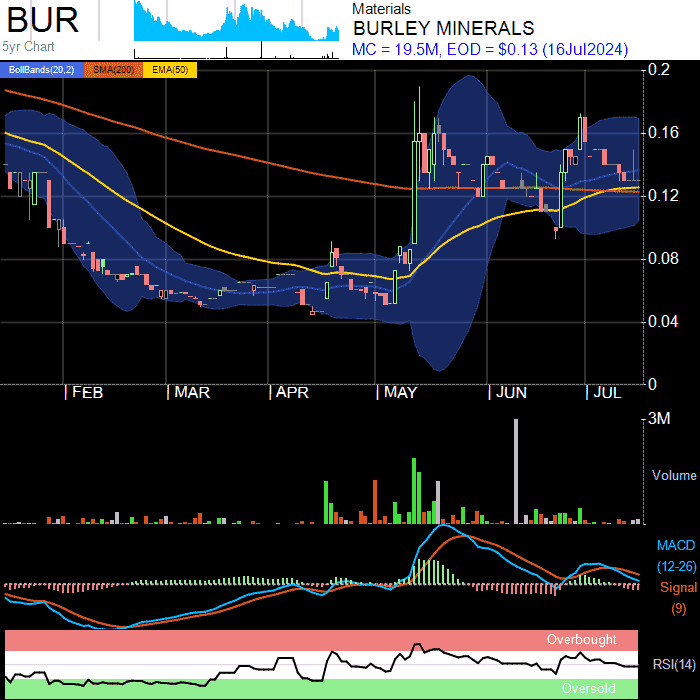 BUR
5yr Chart
Materials
BURLEY MINERALS
MC = 19.5M, EOD = $0.13 (16Jul2024)
BollBands(20,2) SMA(200) EMA(50)
0.2
0.16
0.12
0.08
0.04
0
| FEB | MAR | APR | MAY | JUN | JUL
3M
Volume
MACD
(12-26)
Signal
(9)
Overbought
RSI(14)
Oversold